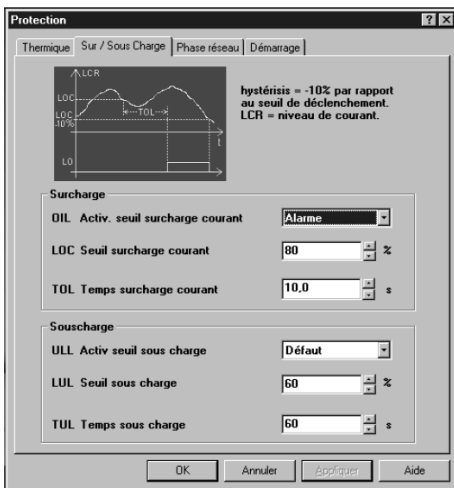 Protection
Thermique Sur / Sous Charge Phase réseau Démarrage
LCR
LOC
TOL
LOC
-10%
t
LO
hystérisis = -10% par rapport
au seuil de déclenchement.
LCR = niveau de courant.
Surcharge
OIL Activ. seuil surcharge courant Alarme
LOC Seuil surcharge courant 80 %
TOL Temps surcharge courant 10,0 s
Souscharge
ULL Activ seuil sous charge Défaut
LUL Seuil sous charge 60 %
TUL Temps sous charge 60 s
OK Annuler Appliquer Aide